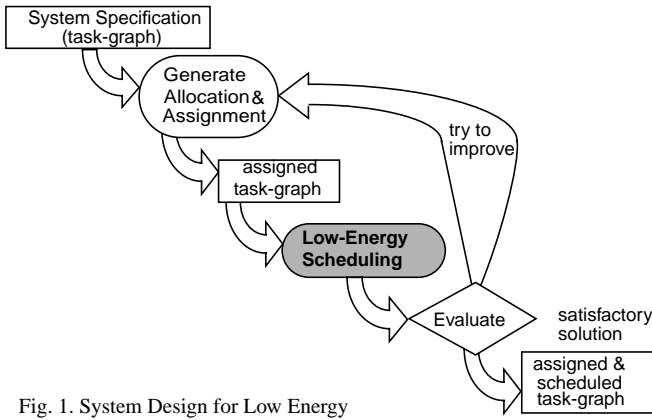 System Specification
(task-graph)
Generate
Allocation&
Assignment
try to
improve
assigned
task-graph
Low-Energy
Scheduling
Evaluate
satisfactory
solution
assigned &
scheduled
task-graph
Fig. 1. System Design for Low Energy